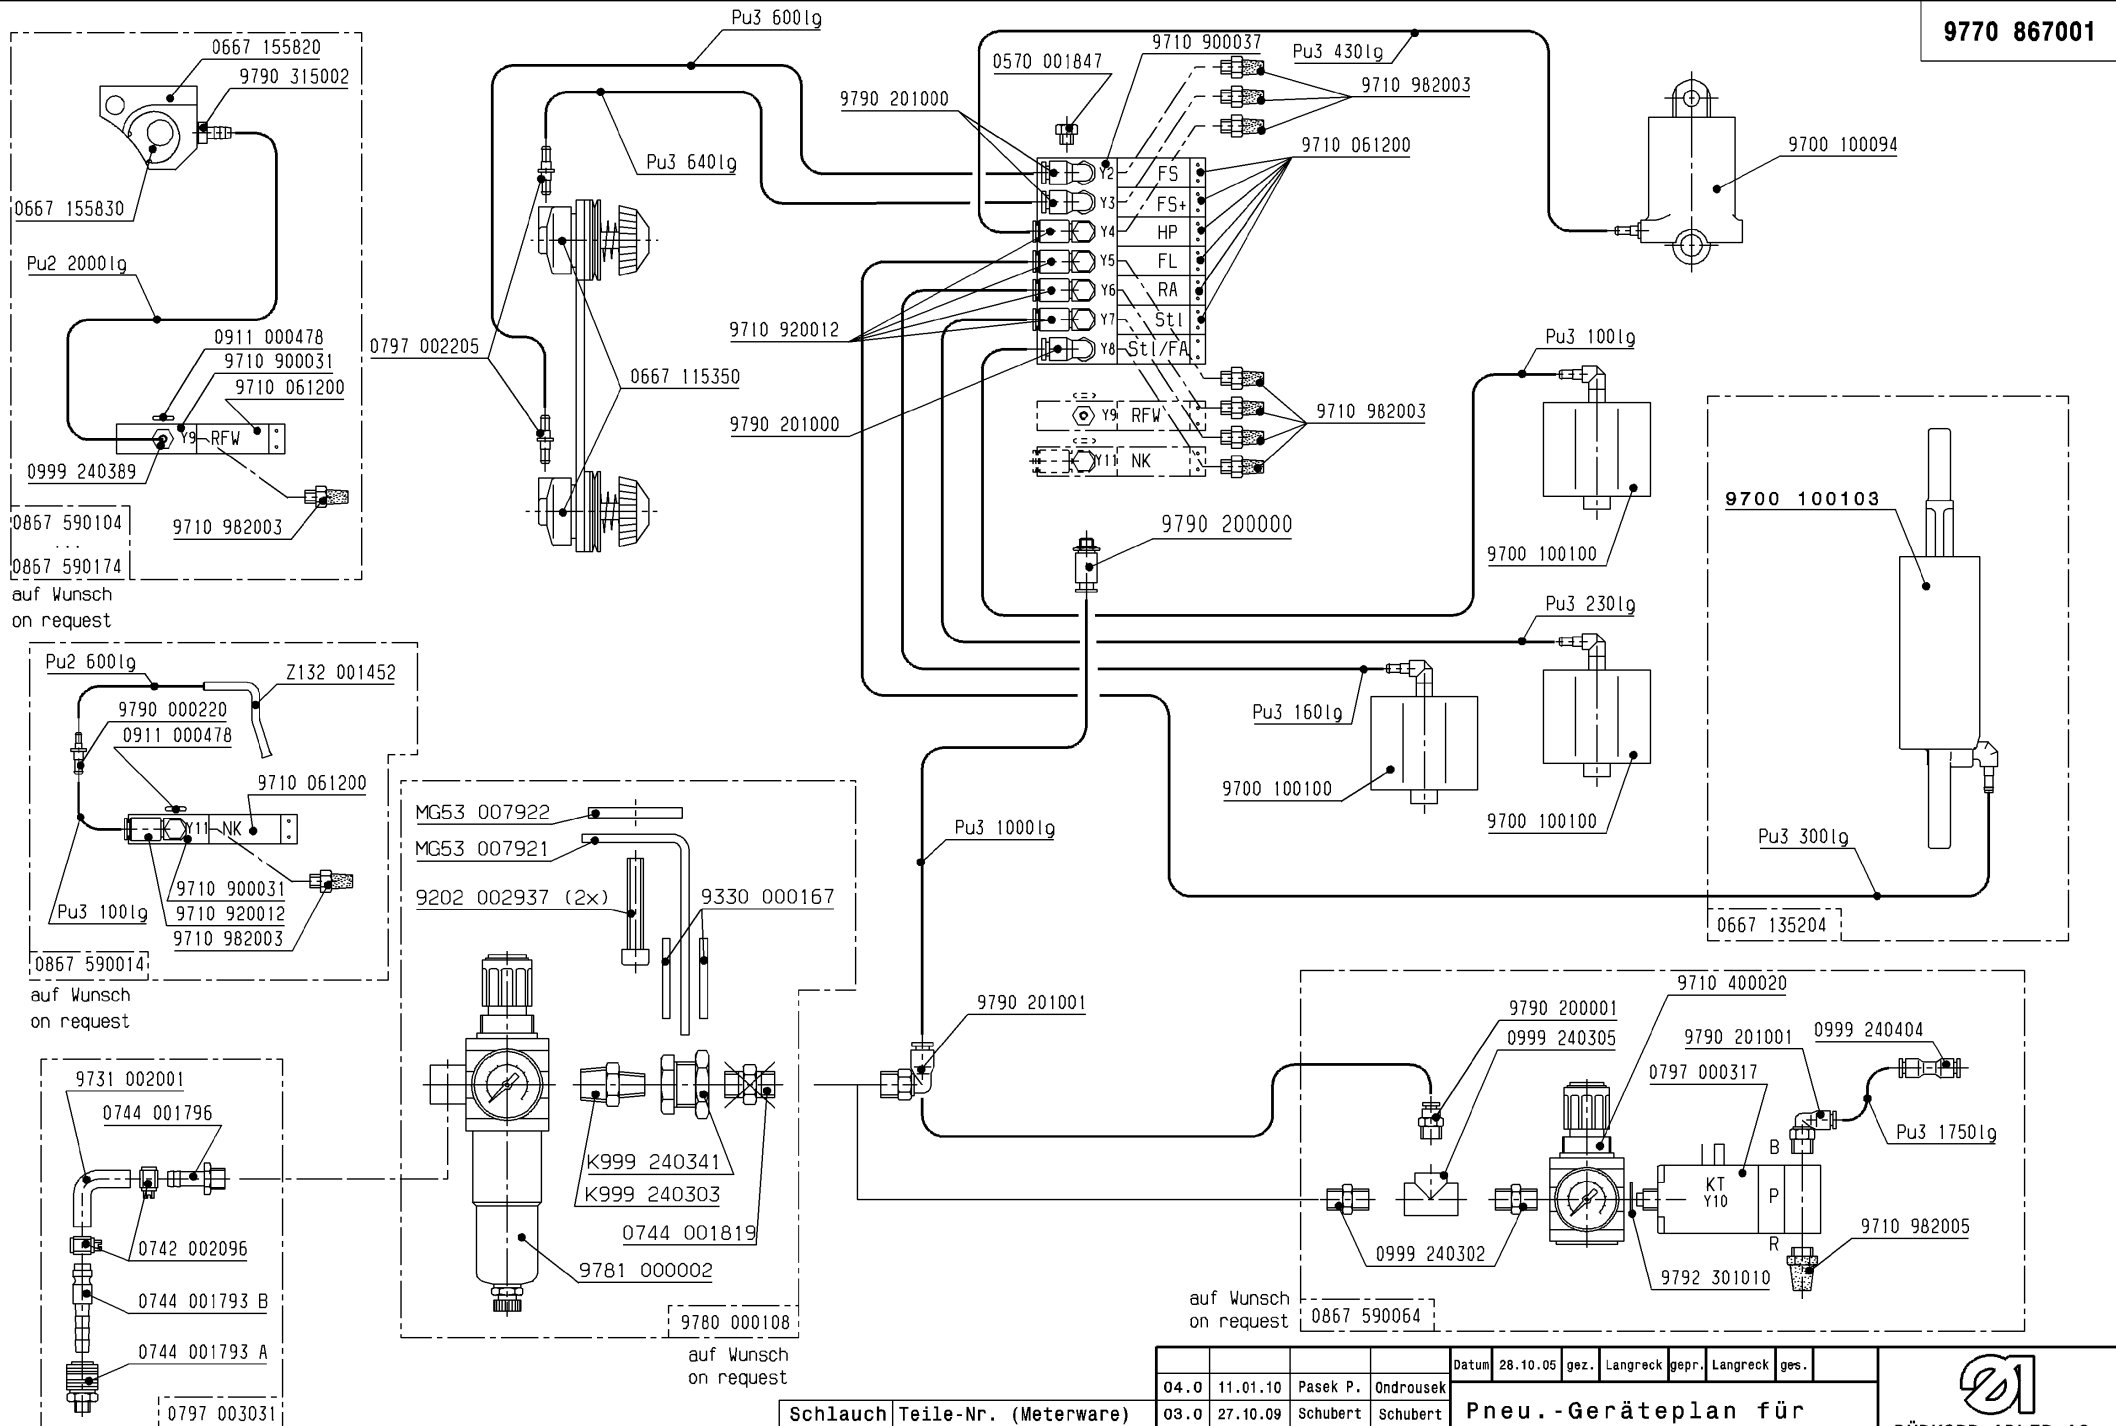 9770 867001
0667 155820
9790 315002
0667 155830
Pu2 2000lg
0911 000478
9710 900031
9710 061200
Y9 RFW
0999 240389
9710 982003
0867 590104
...
0867 590174
auf Wunsch
on request
Pu3 600lg
Pu3 640lg
0797 002205
0667 115350
9790 201000
0570 001847
9710 900037
Pu3 430lg
9710 982003
9710 061200
Y2 FS
Y3 FS+
Y4 HP
Y5 FL
Y6 RA
Y7 Stl
Y8 Stl/FA
Y9 RFW
Y11 NK
9710 920012
9790 201000
9710 982003
9700 100094
9790 200000
Pu3 100lg
9700 100100
Pu3 230lg
9700 100100
Pu3 160lg
9700 100100
9700 100103
Pu3 300lg
0667 135204
Pu2 600lg
Z132 001452
9790 000220
0911 000478
9710 061200
Y11 NK
9710 900031
Pu3 100lg
9710 920012
9710 982003
0867 590014
auf Wunsch
on request
MG53 007922
MG53 007921
9202 002937 (2x)
9330 000167
K999 240341
K999 240303
0744 001819
9781 000002
9780 000108
auf Wunsch
on request
Pu3 1000lg
9790 201001
9731 002001
0744 001796
0742 002096
0744 001793 B
0744 001793 A
0797 003031
9710 400020
9790 200001
0999 240305
9790 201001
0999 240404
0797 000317
Pu3 1750lg
B
KT
Y10
P
R
9710 982005
0999 240302
9792 301010
auf Wunsch
on request
0867 590064
Datum 28.10.05 gez. Langreck gepr. Langreck ges.
04.0 11.01.10 Pasek P. Ondrousek
03.0 27.10.09 Schubert Schubert
Pneu.-Geräteplan für
Schlauch Teile-Nr. (Meterware)